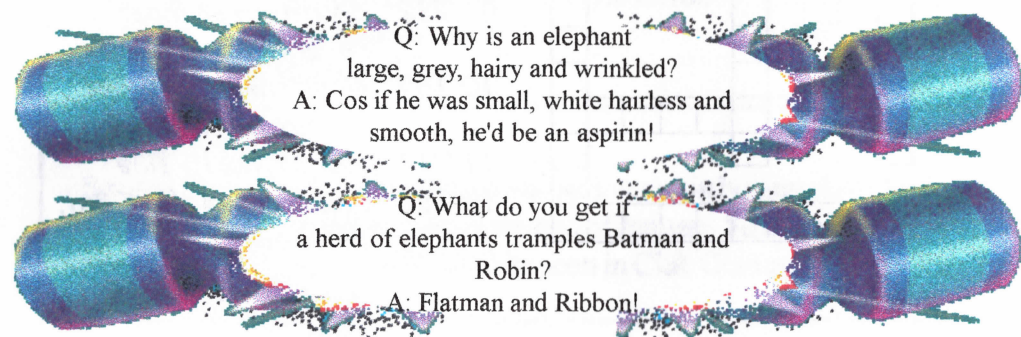 Q: Why is an elephant
large, grey, hairy and wrinkled?
A: Cos if he was small, white hairless and
smooth, he'd be an aspirin!
Q: What do you get if
a herd of elephants tramples Batman and
Robin?
A: Flatman and Ribbon!